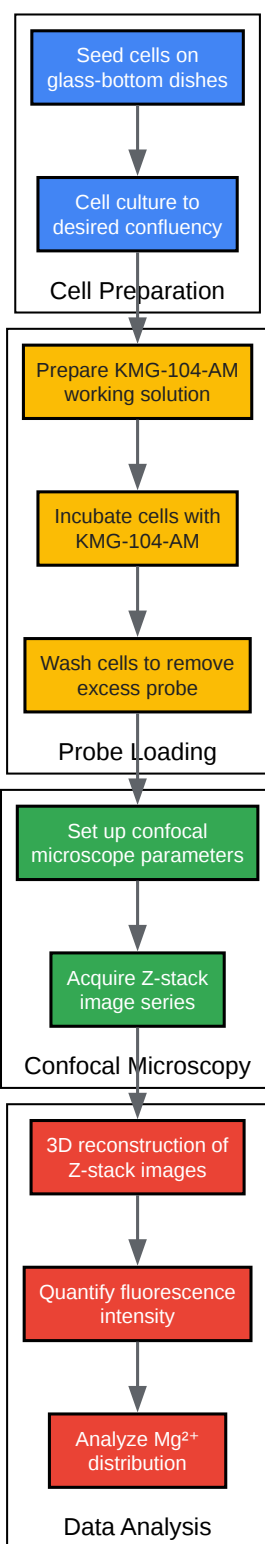 Seed cells on
glass-bottom dishes
Cell culture to
desired confluency
Cell Preparation
Prepare KMG-104-AM
working solution
Incubate cells with
KMG-104-AM
Wash cells to remove
excess probe
Probe Loading
Set up confocal
microscope parameters
Acquire Z-stack
image series
Confocal Microscopy
3D reconstruction of
Z-stack images
Quantify fluorescence
intensity
Analyze Mg²⁺
distribution
Data Analysis